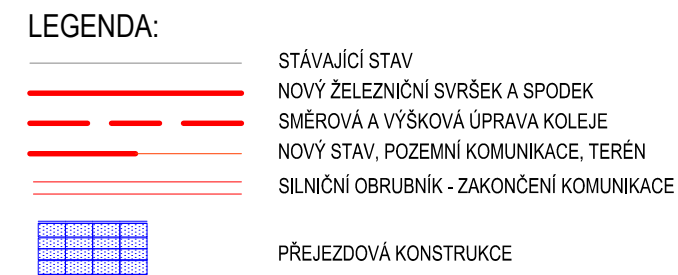 LEGENDA:
STÁVAJÍCÍ STAV
NOVÝ ŽELEZNIČNÍ SVRŠEK A SPODEK
SMĚROVÁ A VÝŠKOVÁ ÚPRAVA KOLEJE
NOVÝ STAV, POZEMNÍ KOMUNIKACE, TERÉN
SILNIČNÍ OBRUBNÍK - ZAKONČENÍ KOMUNIKACE
PŘEJEZDOVÁ KONSTRUKCE